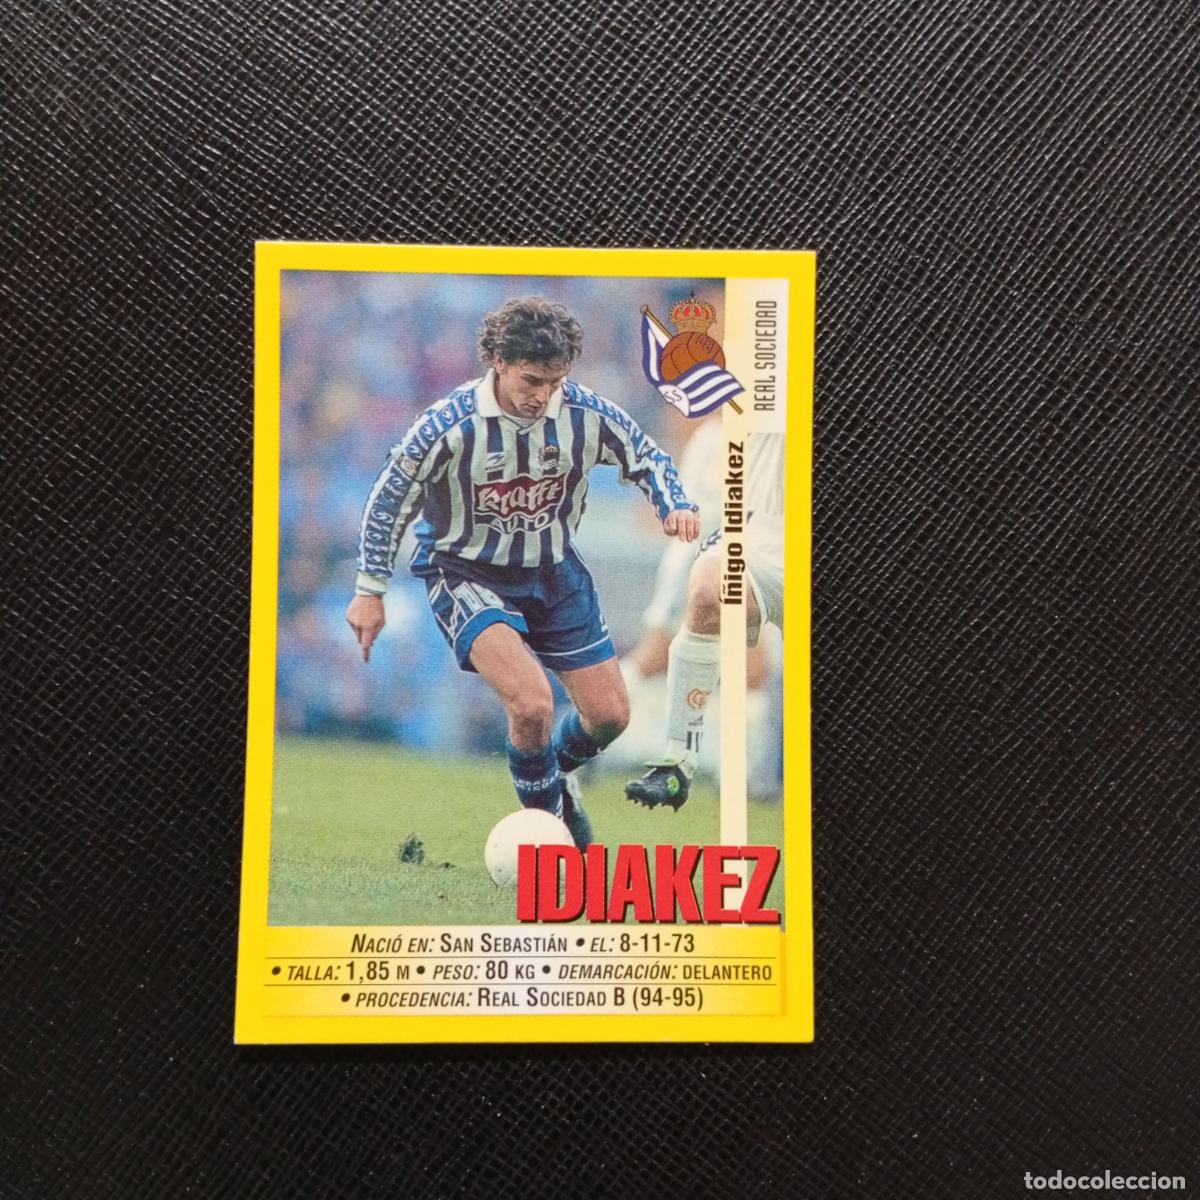 REAL SOCIEDAD
Íñigo Idiakez
Krafft
AUTO
IDIAKEZ
NACIÓ EN: SAN SEBASTIÁN • EL: 8-11-73
• TALLA: 1,85 M • PESO: 80 KG • DEMARCACIÓN: DELANTERO
• PROCEDENCIA: REAL SOCIEDAD B (94-95)
todocoleccion